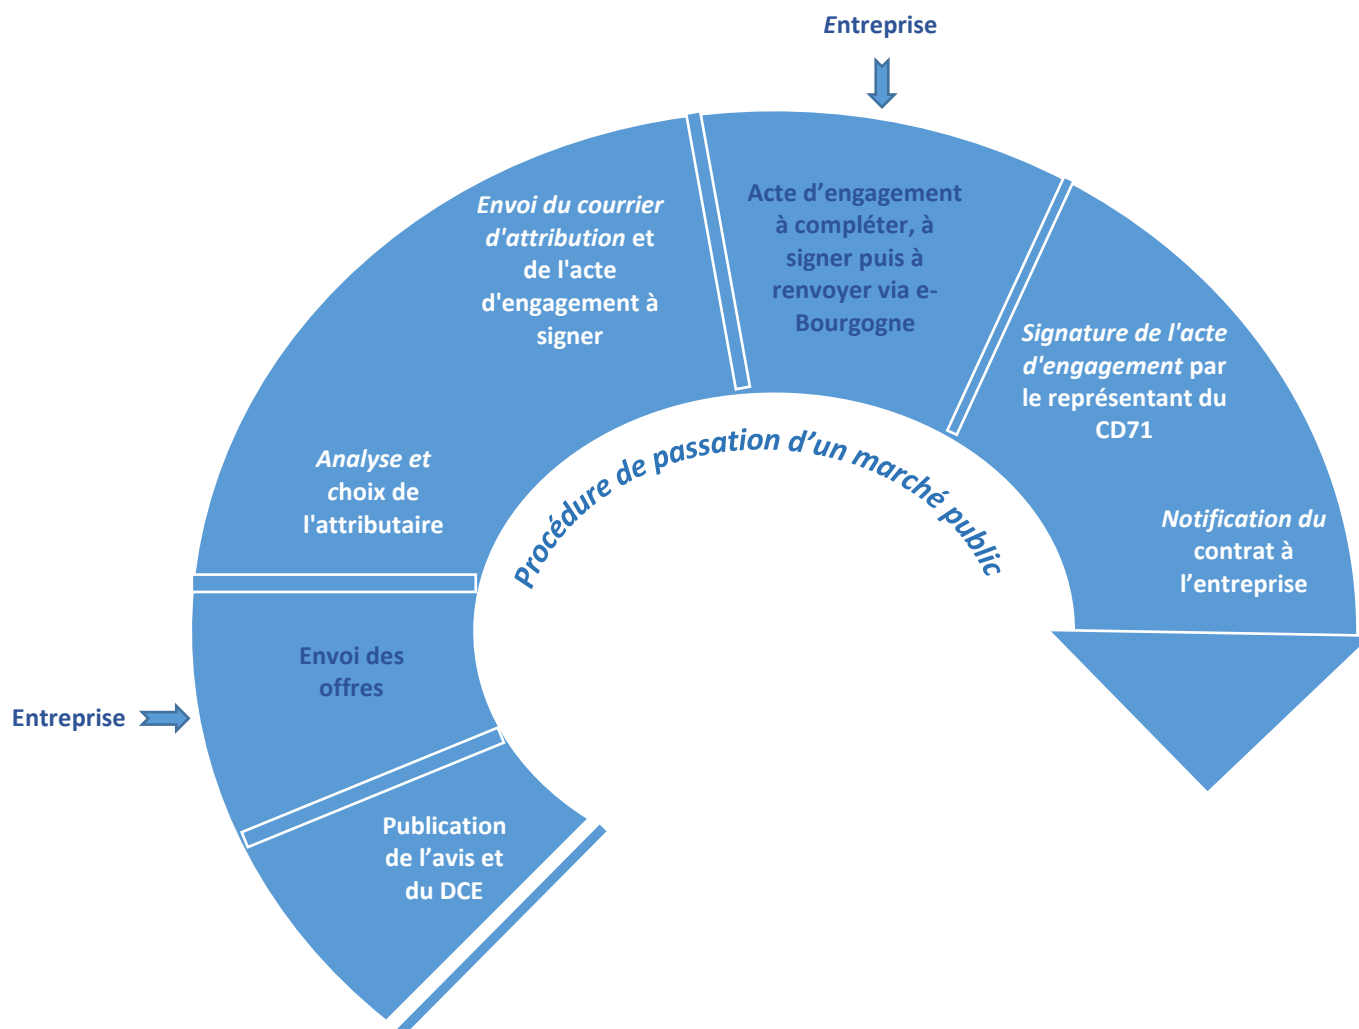 Entreprise
Envoi du courrier
d'attribution et
de l'acte
d'engagement à
signer
Acte d’engagement
à compléter, à
signer puis à
renvoyer via e-
Bourgogne
Signature de l'acte
d'engagement par
le représentant du
CD71
Analyse et
choix de
l'attributaire
Procédure de passation d’un marché public
Notification du
contrat à
l’entreprise
Envoi des
offres
Entreprise
Publication
de l’avis et
du DCE